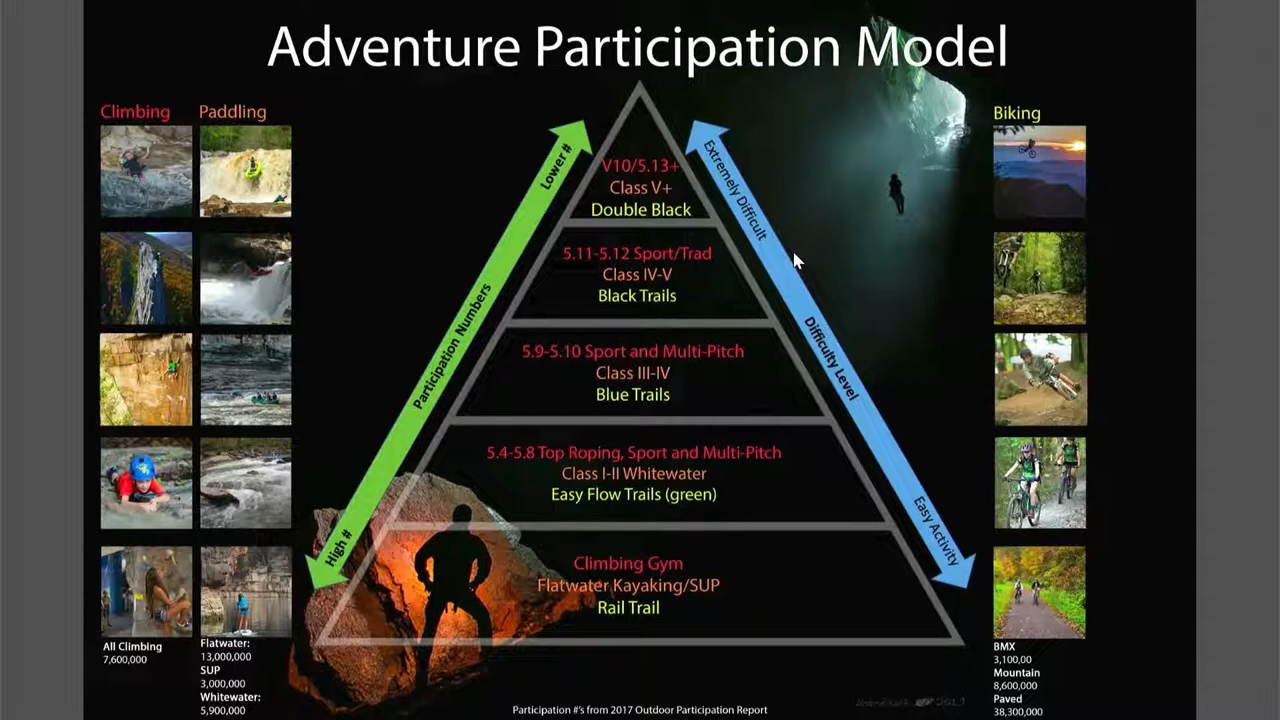 Adventure Participation Model
Climbing
Paddling
Biking
Lower #
Participation Numbers
High #
Extremely Difficult
Difficulty Level
Easy Activity
V10/5.13+
Class V+
Double Black
5.11-5.12 Sport/Trad
Class IV-V
Black Trails
5.9-5.10 Sport and Multi-Pitch
Class III-IV
Blue Trails
5.4-5.8 Top Roping, Sport and Multi-Pitch
Class I-II Whitewater
Easy Flow Trails (green)
Climbing Gym
Flatwater Kayaking/SUP
Rail Trail
All Climbing
7,600,000
Flatwater:
13,000,000
SUP
3,000,000
Whitewater:
5,900,000
BMX
3,100,00
Mountain
8,600,000
Paved
38,300,000
Participation #'s from 2017 Outdoor Participation Report